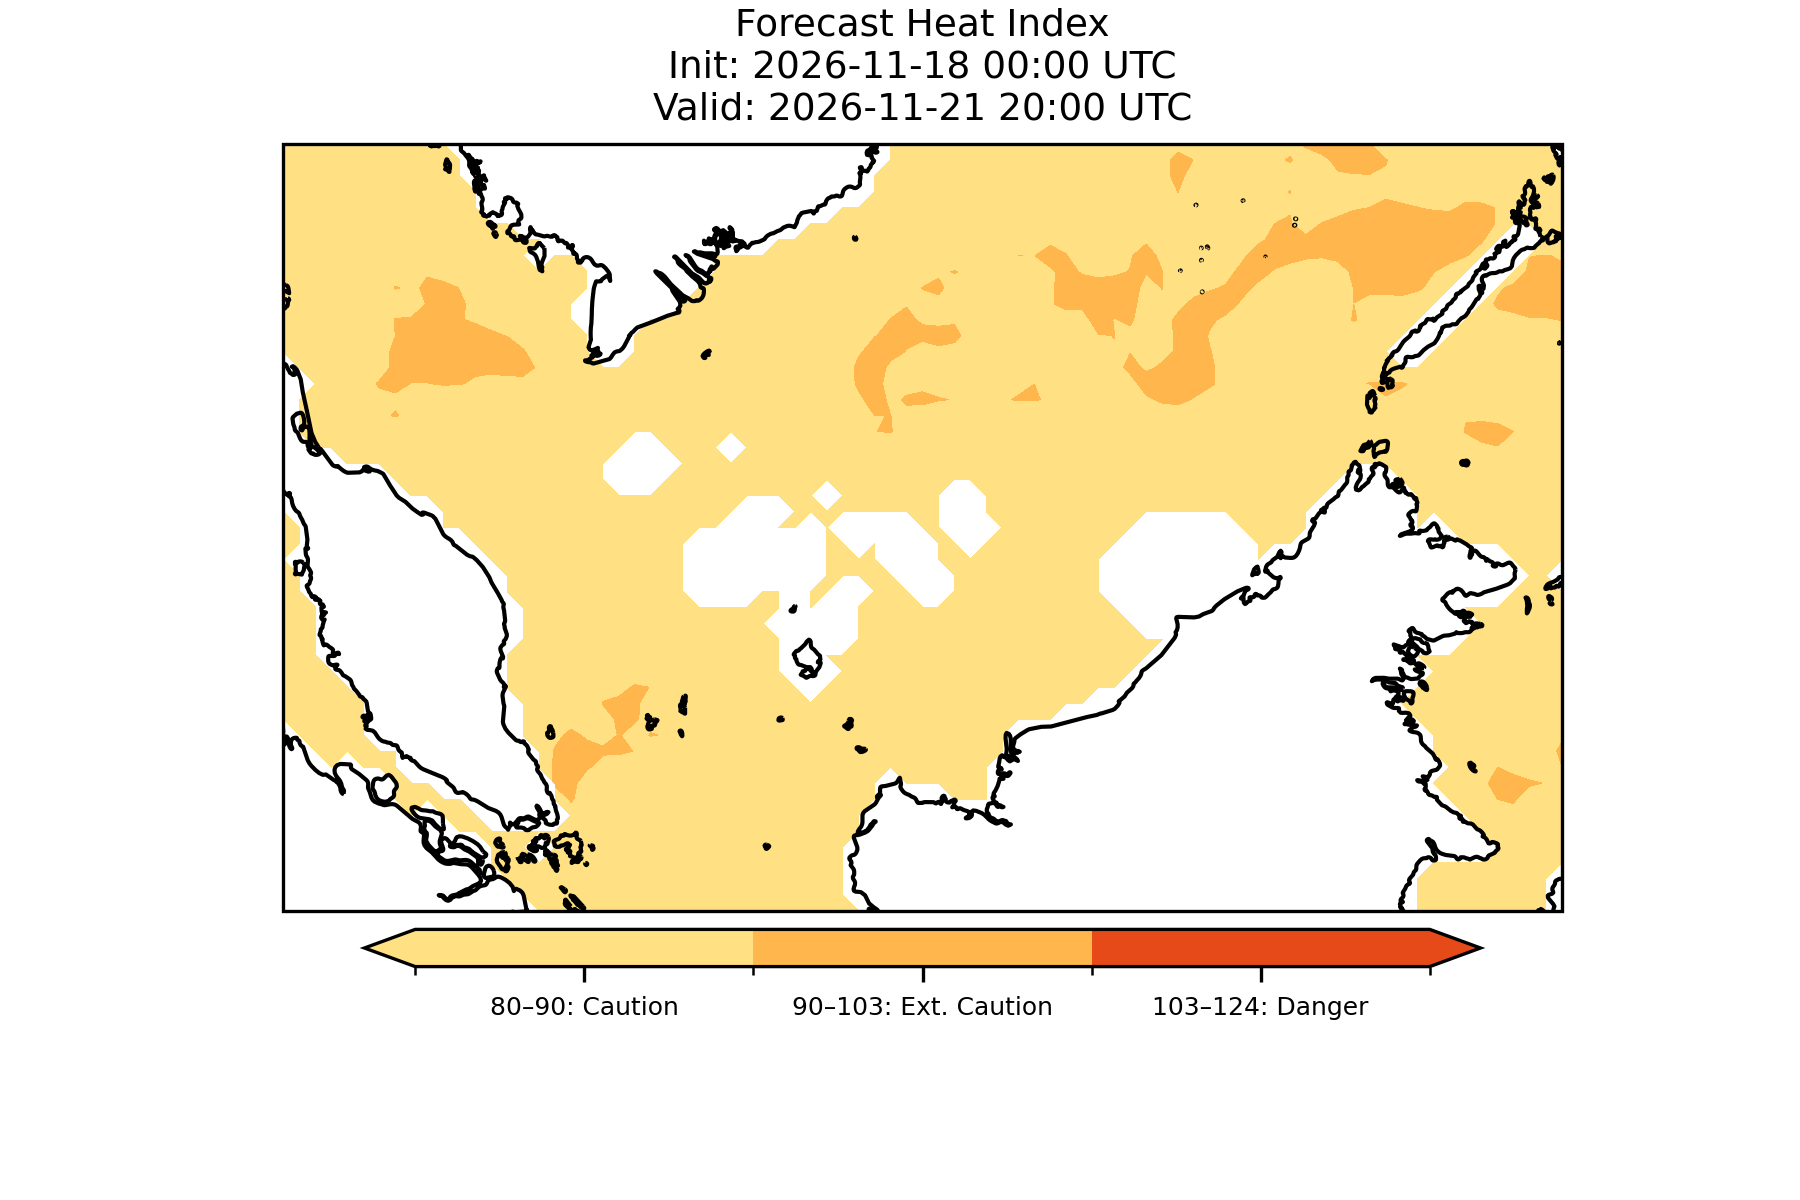 Forecast Heat Index
Init: 2026-11-18 00:00 UTC
Valid: 2026-11-21 20:00 UTC
80–90: Caution
90–103: Ext. Caution
103–124: Danger